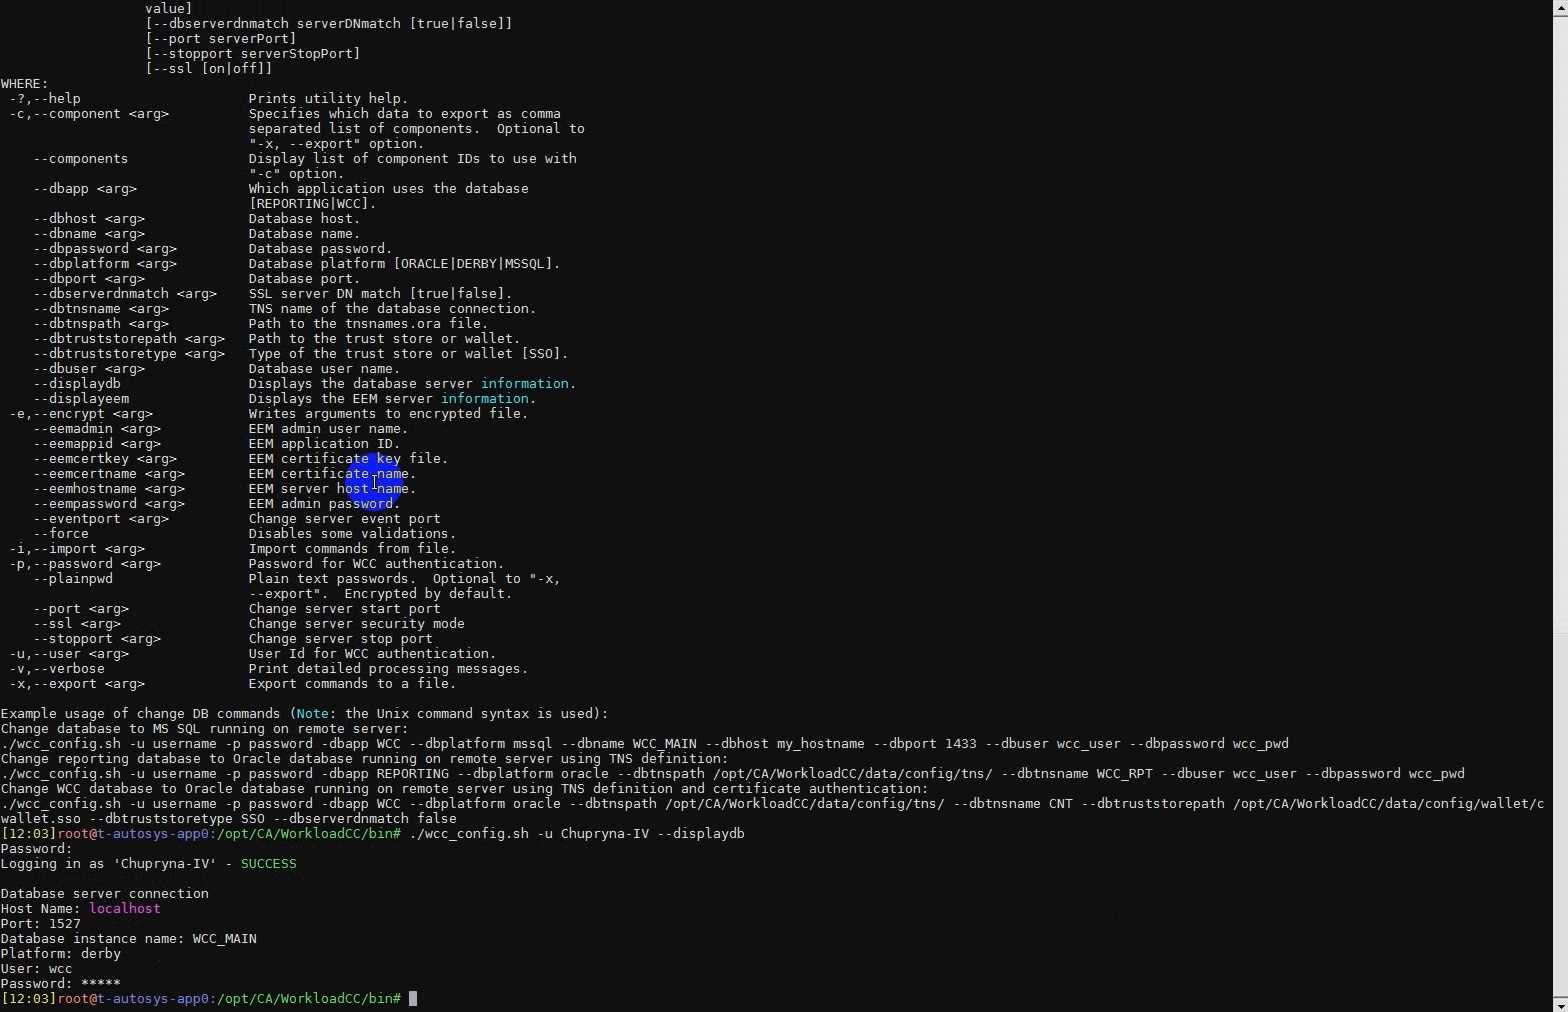 value]
                  [--dbserverdnmatch serverDNmatch [true|false]]
                  [--port serverPort]
                  [--stopport serverStopPort]
                  [--ssl [on|off]]
WHERE:
 -?,--help                     Prints utility help.
 -c,--component <arg>          Specifies which data to export as comma
                               separated list of components.  Optional to
                               "-x, --export" option.
    --components               Display list of component IDs to use with
                               "-c" option.
    --dbapp <arg>              Which application uses the database
                               [REPORTING|WCC].
    --dbhost <arg>             Database host.
    --dbname <arg>             Database name.
    --dbpassword <arg>         Database password.
    --dbplatform <arg>         Database platform [ORACLE|DERBY|MSSQL].
    --dbport <arg>             Database port.
    --dbserverdnmatch <arg>    SSL server DN match [true|false].
    --dbtnsname <arg>          TNS name of the database connection.
    --dbtnspath <arg>          Path to the tnsnames.ora file.
    --dbtruststorepath <arg>   Path to the trust store or wallet.
    --dbtruststoretype <arg>   Type of the trust store or wallet [SSO].
    --dbuser <arg>             Database user name.
    --displaydb                Displays the database server information.
    --displayeem               Displays the EEM server information.
 -e,--encrypt <arg>            Writes arguments to encrypted file.
    --eemadmin <arg>           EEM admin user name.
    --eemappid <arg>           EEM application ID.
    --eemcertkey <arg>         EEM certificate key file.
    --eemcertname <arg>        EEM certificate name.
    --eemhostname <arg>        EEM server host name.
    --eempassword <arg>        EEM admin password.
    --eventport <arg>          Change server event port
    --force                    Disables some validations.
 -i,--import <arg>             Import commands from file.
 -p,--password <arg>           Password for WCC authentication.
    --plainpwd                 Plain text passwords.  Optional to "-x,
                               --export".  Encrypted by default.
    --port <arg>               Change server start port
    --ssl <arg>                Change server security mode
    --stopport <arg>           Change server stop port
 -u,--user <arg>               User Id for WCC authentication.
 -v,--verbose                  Print detailed processing messages.
 -x,--export <arg>             Export commands to a file.

Example usage of change DB commands (Note: the Unix command syntax is used):
Change database to MS SQL running on remote server:
./wcc_config.sh -u username -p password -dbapp WCC --dbplatform mssql --dbname WCC_MAIN --dbhost my_hostname --dbport 1433 --dbuser wcc_user --dbpassword wcc_pwd
Change reporting database to Oracle database running on remote server using TNS definition:
./wcc_config.sh -u username -p password -dbapp REPORTING --dbplatform oracle --dbtnspath /opt/CA/WorkloadCC/data/config/tns/ --dbtnsname WCC_RPT --dbuser wcc_user --dbpassword wcc_pwd
Change WCC database to Oracle database running on remote server using TNS definition and certificate authentication:
./wcc_config.sh -u username -p password -dbapp WCC --dbplatform oracle --dbtnspath /opt/CA/WorkloadCC/data/config/tns/ --dbtnsname CNT --dbtruststorepath /opt/CA/WorkloadCC/data/config/wallet/c
wallet.sso --dbtruststoretype SSO --dbserverdnmatch false
[12:03]root@t-autosys-app0:/opt/CA/WorkloadCC/bin# ./wcc_config.sh -u Chupryna-IV --displaydb
Password:
Logging in as 'Chupryna-IV' - SUCCESS

Database server connection
Host Name: localhost
Port: 1527
Database instance name: WCC_MAIN
Platform: derby
User: wcc
Password: *****
[12:03]root@t-autosys-app0:/opt/CA/WorkloadCC/bin#